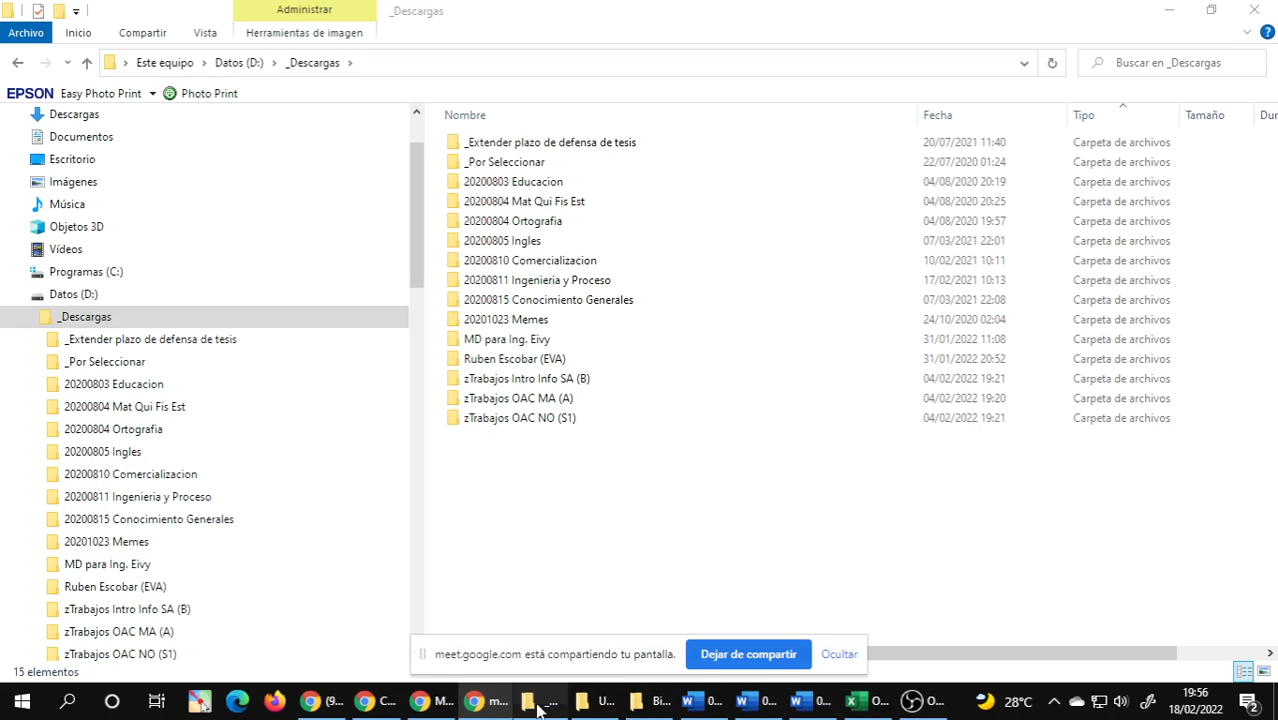 Administrar
_Descargas
Archivo
Inicio
Compartir
Vista
Herramientas de imagen
Este equipo > Datos (D:) > _Descargas >
Buscar en _Descargas
EPSON Easy Photo Print Photo Print
Descargas
Documentos
Escritorio
Imágenes
Música
Objetos 3D
Vídeos
Programas (C:)
Datos (D:)
_Descargas
_Extender plazo de defensa de tesis
_Por Seleccionar
20200803 Educacion
20200804 Mat Qui Fis Est
20200804 Ortografia
20200805 Ingles
20200810 Comercializacion
20200811 Ingenieria y Proceso
20200815 Conocimiento Generales
20201023 Memes
MD para Ing. Eivy
Ruben Escobar (EVA)
zTrabajos Intro Info SA (B)
zTrabajos OAC MA (A)
zTrabajos OAC NO (S1)
Nombre Fecha Tipo Tamaño Dur
_Extender plazo de defensa de tesis 20/07/2021 11:40 Carpeta de archivos
_Por Seleccionar 22/07/2020 01:24 Carpeta de archivos
20200803 Educacion 04/08/2020 20:19 Carpeta de archivos
20200804 Mat Qui Fis Est 04/08/2020 20:25 Carpeta de archivos
20200804 Ortografia 04/08/2020 19:57 Carpeta de archivos
20200805 Ingles 07/03/2021 22:01 Carpeta de archivos
20200810 Comercializacion 10/02/2021 10:11 Carpeta de archivos
20200811 Ingenieria y Proceso 17/02/2021 10:13 Carpeta de archivos
20200815 Conocimiento Generales 07/03/2021 22:08 Carpeta de archivos
20201023 Memes 24/10/2020 02:04 Carpeta de archivos
MD para Ing. Eivy 31/01/2022 11:08 Carpeta de archivos
Ruben Escobar (EVA) 31/01/2022 20:52 Carpeta de archivos
zTrabajos Intro Info SA (B) 04/02/2022 19:21 Carpeta de archivos
zTrabajos OAC MA (A) 04/02/2022 19:20 Carpeta de archivos
zTrabajos OAC NO (S1) 04/02/2022 19:21 Carpeta de archivos
meet.google.com está compartiendo tu pantalla. Dejar de compartir Ocultar
15 elementos
(9... C... M... m... _... U... Bi... 0... 0... 0... O... O... 28°C 19:56
18/02/2022 2